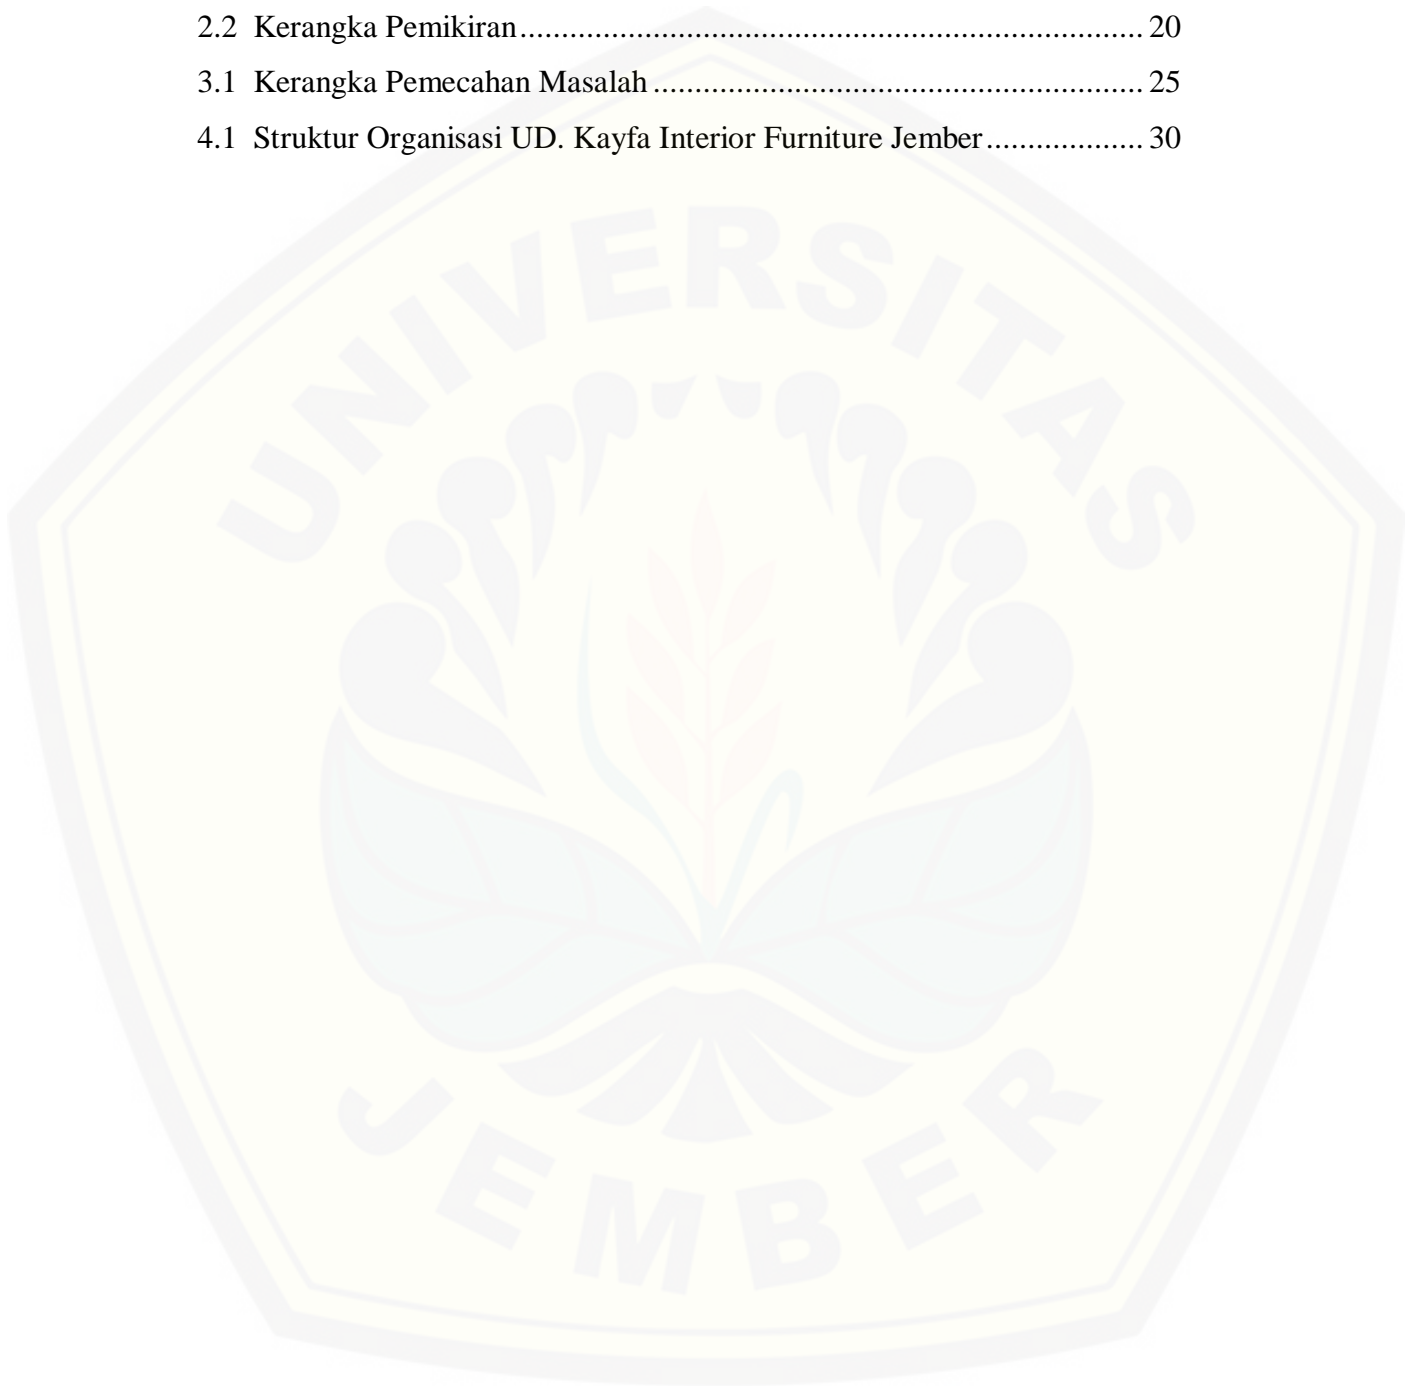 2.2 Kerangka Pemikiran........................................................................... 20
3.1 Kerangka Pemecahan Masalah ........................................................... 25
4.1 Struktur Organisasi UD. Kayfa Interior Furniture Jember................... 30
UNIVERSITAS
JEMBER